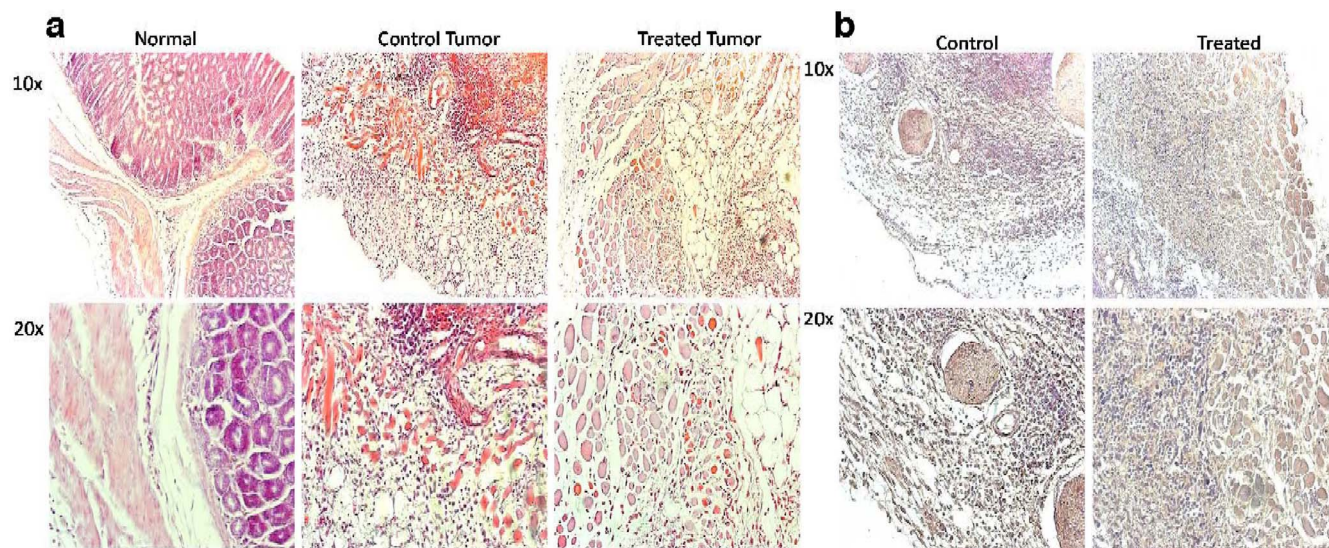 a
Normal
Control Tumor
Treated Tumor
10x
20x
b
Control
Treated
10x
20x